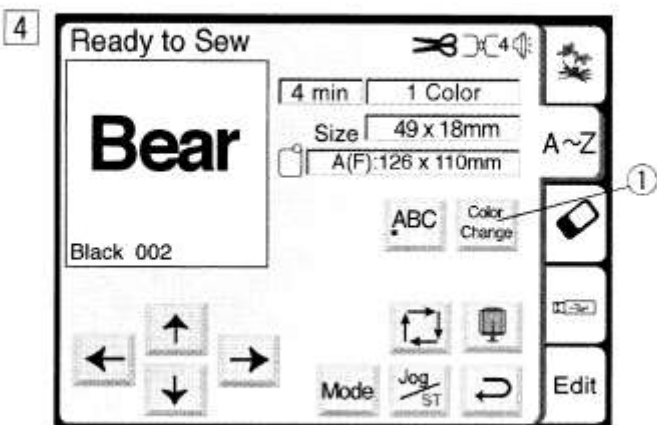 4
Ready to Sew
4
4 min
1 Color
Bear
Size
49 x 18mm
A(F):126 x 110mm
A~Z
1
ABC
Color
Change
Black 002
Mode
Jog
ST
Edit